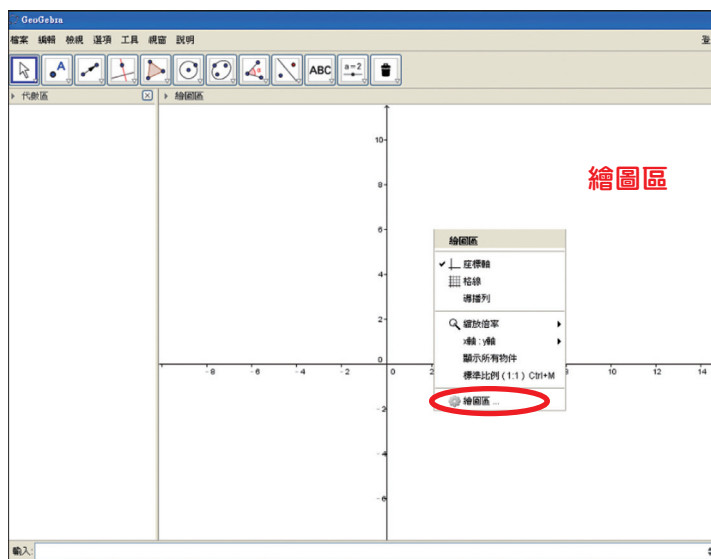 GeoGebra
檔案 編輯 檢視 選項 工具 視窗 說明
登
A
α
ABC
a=2
代數區
繪圖區
繪圖區
10
8
6
4
2
0
-2
-4
-6
-8 -6 -4 -2 0 2 8 10 12 14
繪圖區
座標軸
格線
導播列
縮放倍率
x軸 : y軸
顯示所有物件
標準比例 (1:1) Ctrl+M
繪圖區 ...
輸入: